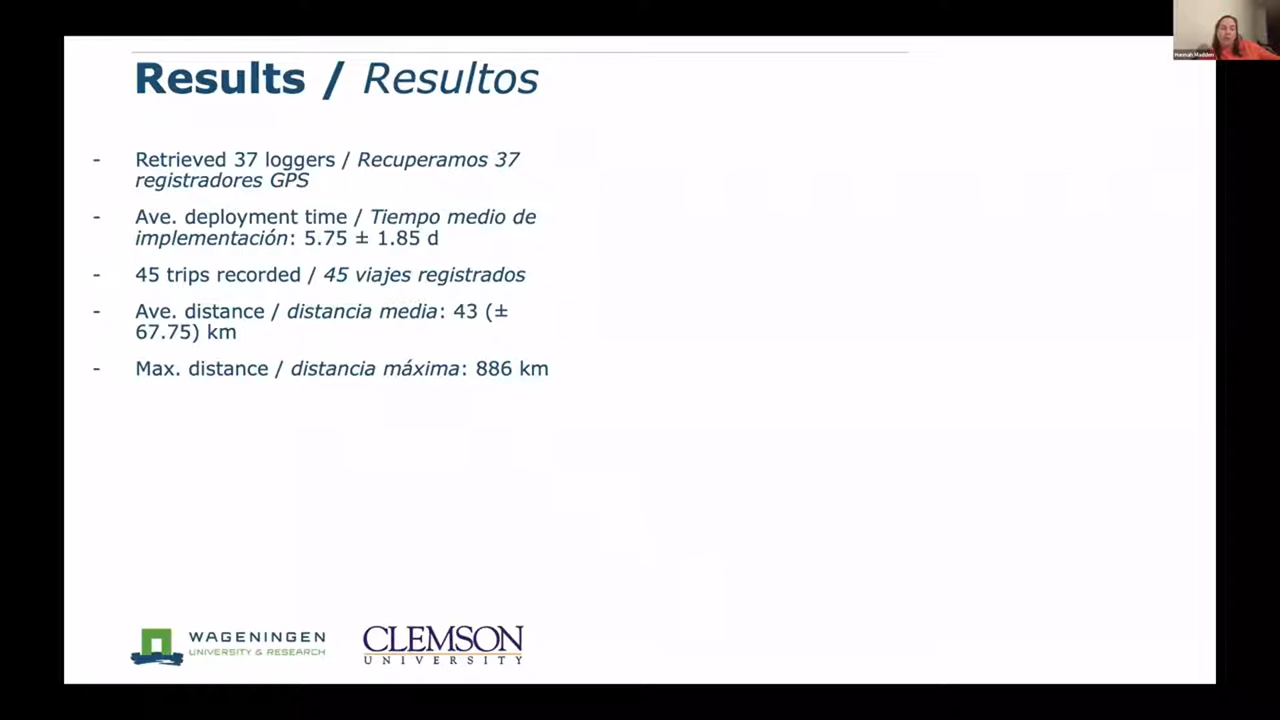 Hannah Madden
Results / Resultos
- Retrieved 37 loggers / Recuperamos 37
registradores GPS
- Ave. deployment time / Tiempo medio de
implementación: 5.75 ± 1.85 d
- 45 trips recorded / 45 viajes registrados
- Ave. distance / distancia media: 43 (±
67.75) km
- Max. distance / distancia máxima: 886 km
WAGENINGEN
UNIVERSITY & RESEARCH
CLEMSON
UNIVERSITY